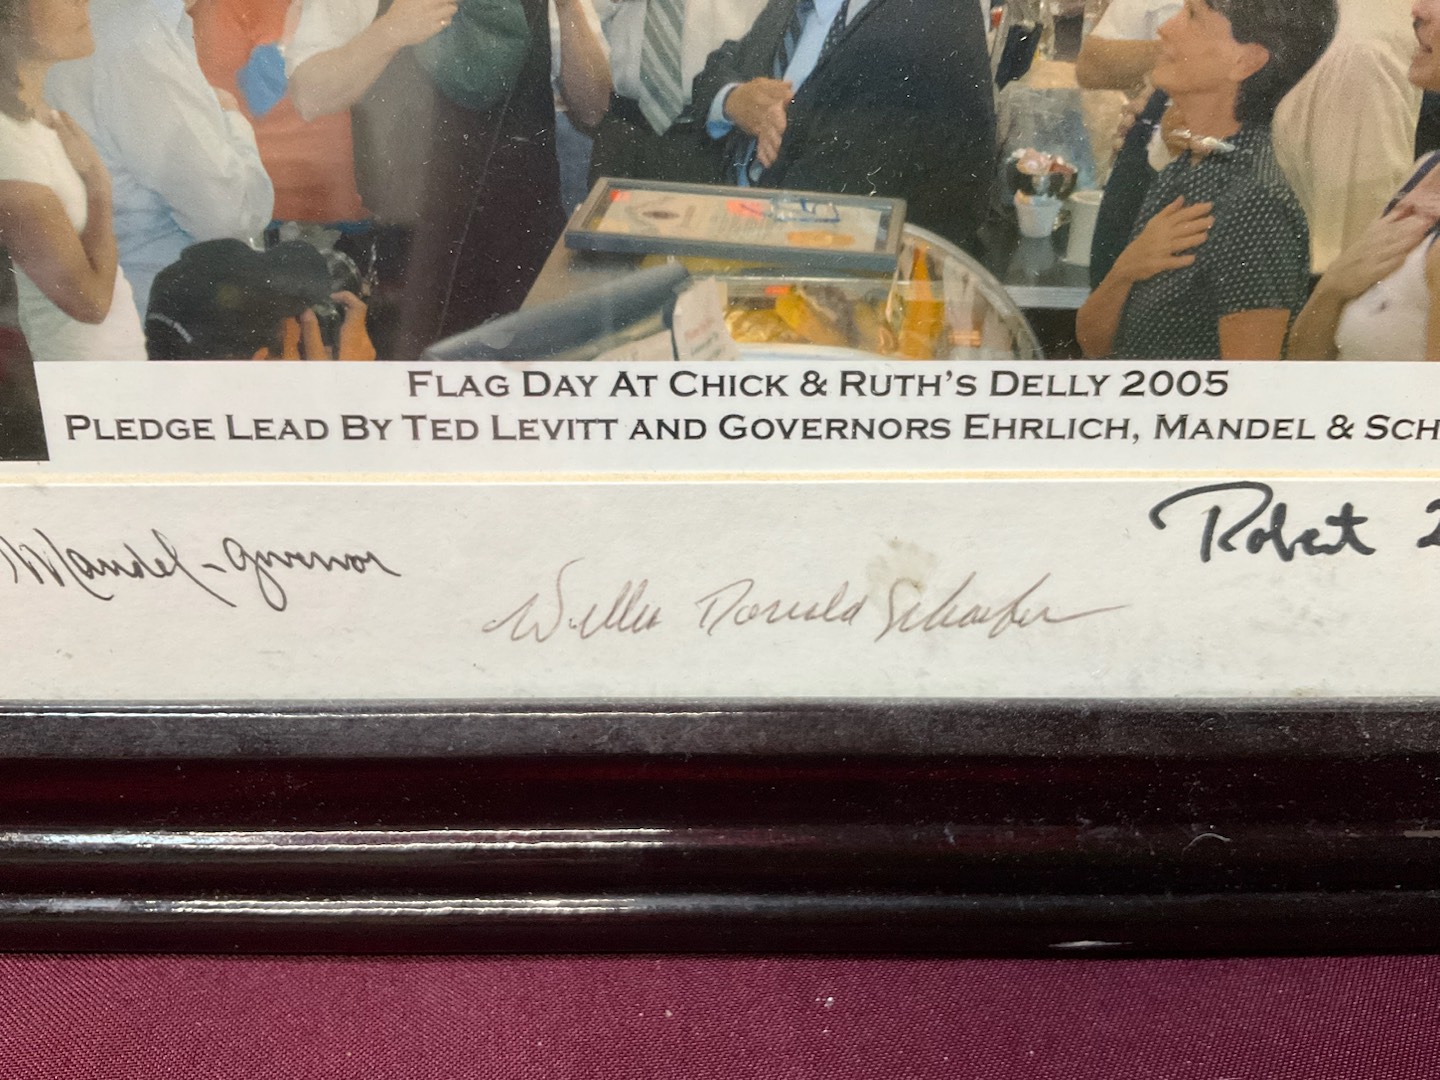 FLAG DAY AT CHICK & RUTH'S DELLY 2005
PLEDGE LEAD BY TED LEVITT AND GOVERNORS EHRLICH, MANDEL & SCH
Mandel - Governor
Robert
Donald Schaefer